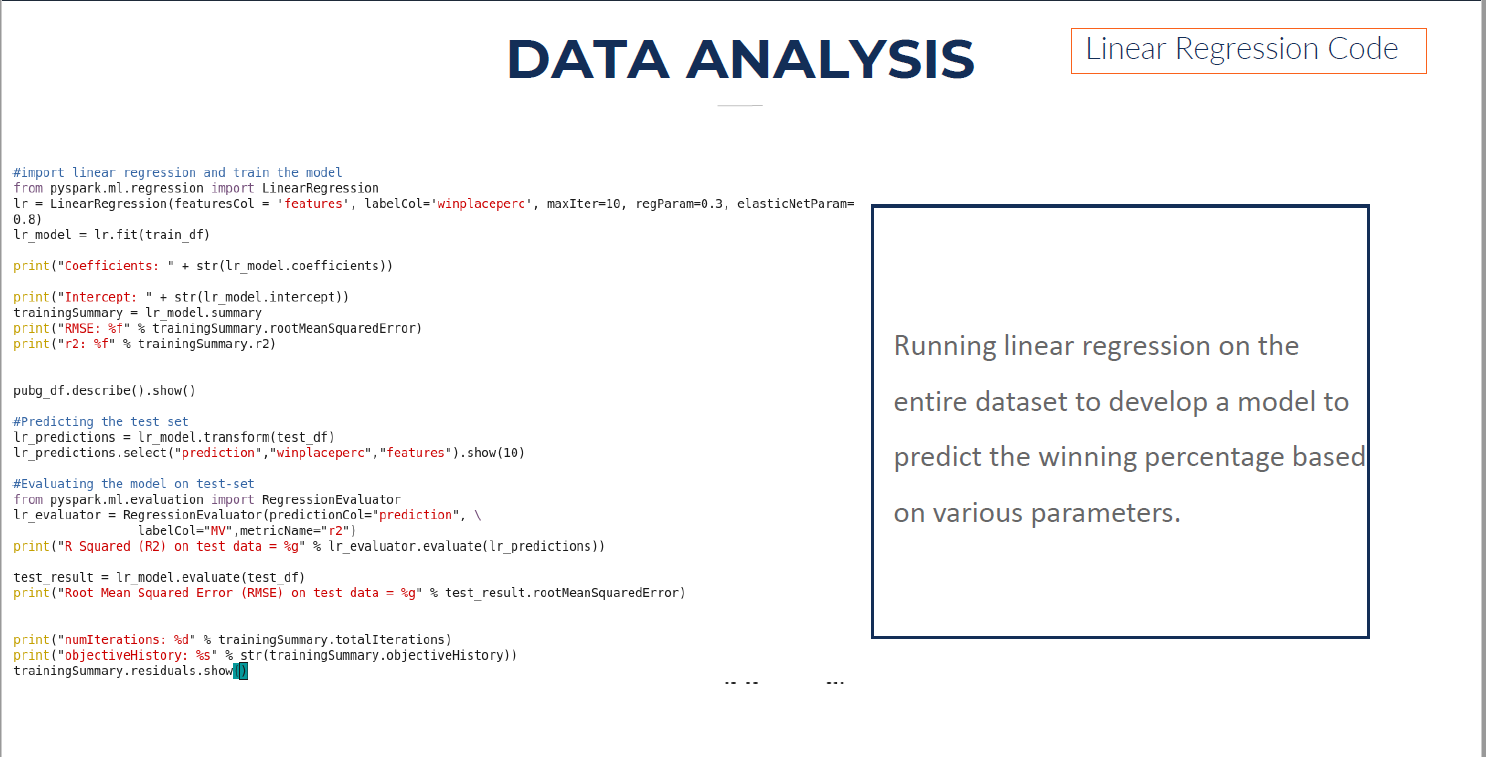 DATA ANALYSIS
Linear Regression Code
#import linear regression and train the model
from pyspark.ml.regression import LinearRegression
lr = LinearRegression(featuresCol = 'features', labelCol='winplaceperc', maxIter=10, regParam=0.3, elasticNetParam=
0.8)
lr_model = lr.fit(train_df)
print("Coefficients: " + str(lr_model.coefficients))
print("Intercept: " + str(lr_model.intercept))
trainingSummary = lr_model.summary
print("RMSE: %f" % trainingSummary.rootMeanSquaredError)
print("r2: %f" % trainingSummary.r2)
pubg_df.describe().show()
#Predicting the test set
lr_predictions = lr_model.transform(test_df)
lr_predictions.select("prediction","winplaceperc","features").show(10)
#Evaluating the model on test-set
from pyspark.ml.evaluation import RegressionEvaluator
lr_evaluator = RegressionEvaluator(predictionCol="prediction", \
labelCol="MV",metricName="r2")
print("R Squared (R2) on test data = %g" % lr_evaluator.evaluate(lr_predictions))
test_result = lr_model.evaluate(test_df)
print("Root Mean Squared Error (RMSE) on test data = %g" % test_result.rootMeanSquaredError)
print("numIterations: %d" % trainingSummary.totalIterations)
print("objectiveHistory: %s" % str(trainingSummary.objectiveHistory))
trainingSummary.residuals.show()
Running linear regression on the
entire dataset to develop a model to
predict the winning percentage based
on various parameters.